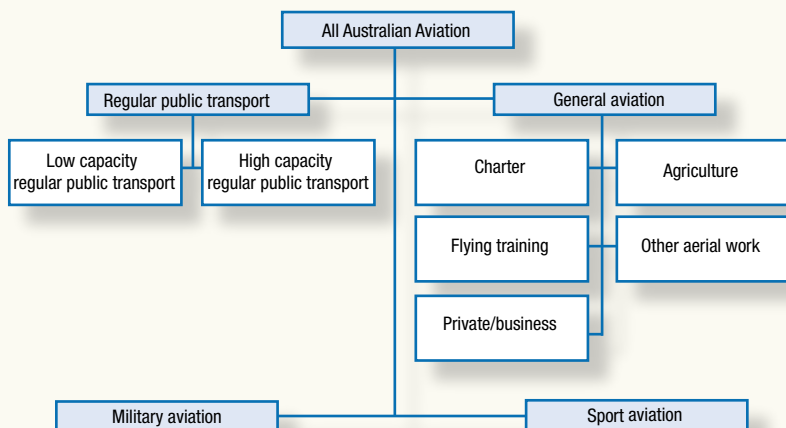 All Australian Aviation
Regular public transport
General aviation
Low capacity
regular public transport
High capacity
regular public transport
Charter
Agriculture
Flying training
Other aerial work
Private/business
Military aviation
Sport aviation